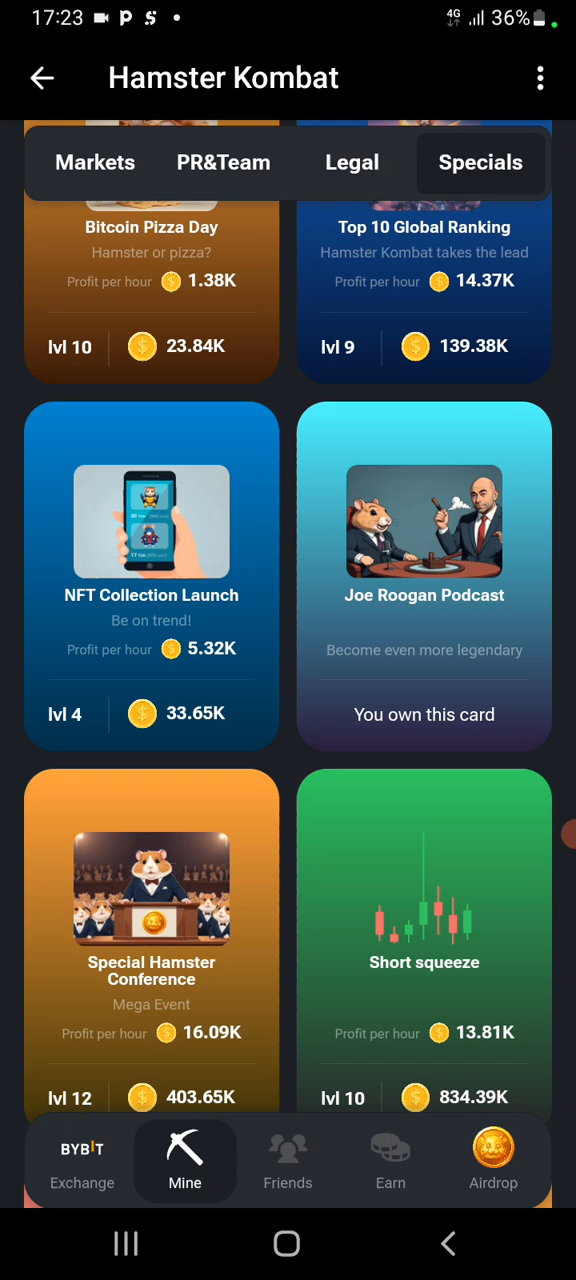 17:23
4G
36%
Hamster Kombat
Markets PR&Team Legal Specials
Bitcoin Pizza Day
Hamster or pizza?
Profit per hour 1.38K
lvl 10 23.84K
Top 10 Global Ranking
Hamster Kombat takes the lead
Profit per hour 14.37K
lvl 9 139.38K
NFT Collection Launch
Be on trend!
Profit per hour 5.32K
lvl 4 33.65K
Joe Roogan Podcast
Become even more legendary
You own this card
Special Hamster
Conference
Mega Event
Profit per hour 16.09K
lvl 12 403.65K
Short squeeze
Profit per hour 13.81K
lvl 10 834.39K
BYBIT
Exchange Mine Friends Earn Airdrop